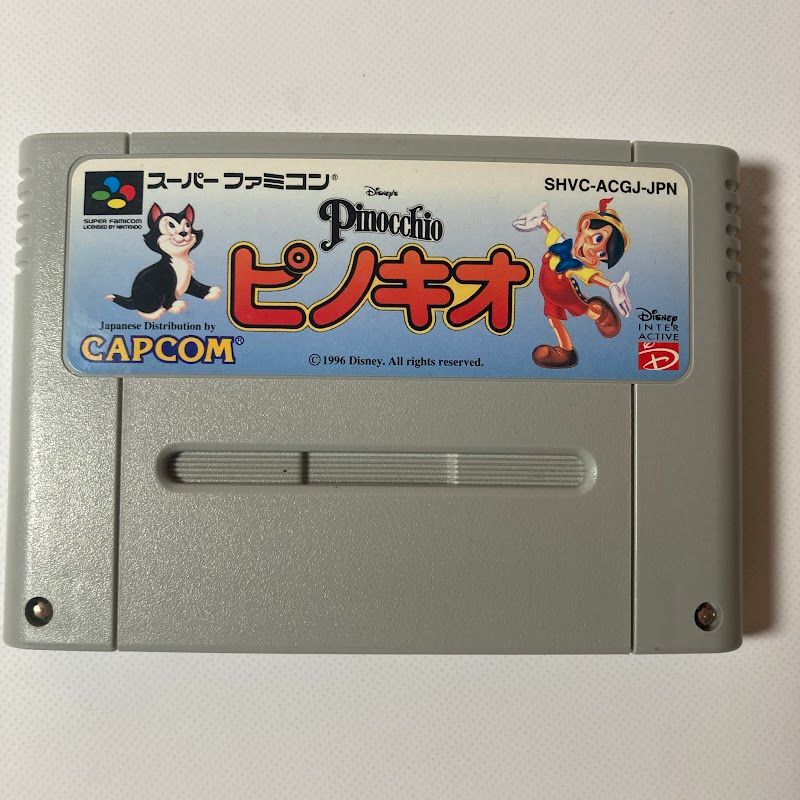 スーパーファミコン®
SHVC-ACGJ-JPN
SUPER FAMICOM
LICENSED BY NINTENDO
Disney's
Pinocchio
ピノキオ
Japanese Distribution by
CAPCOM®
©1996 Disney. All rights reserved.
Disney
INTER
ACTIVE
D